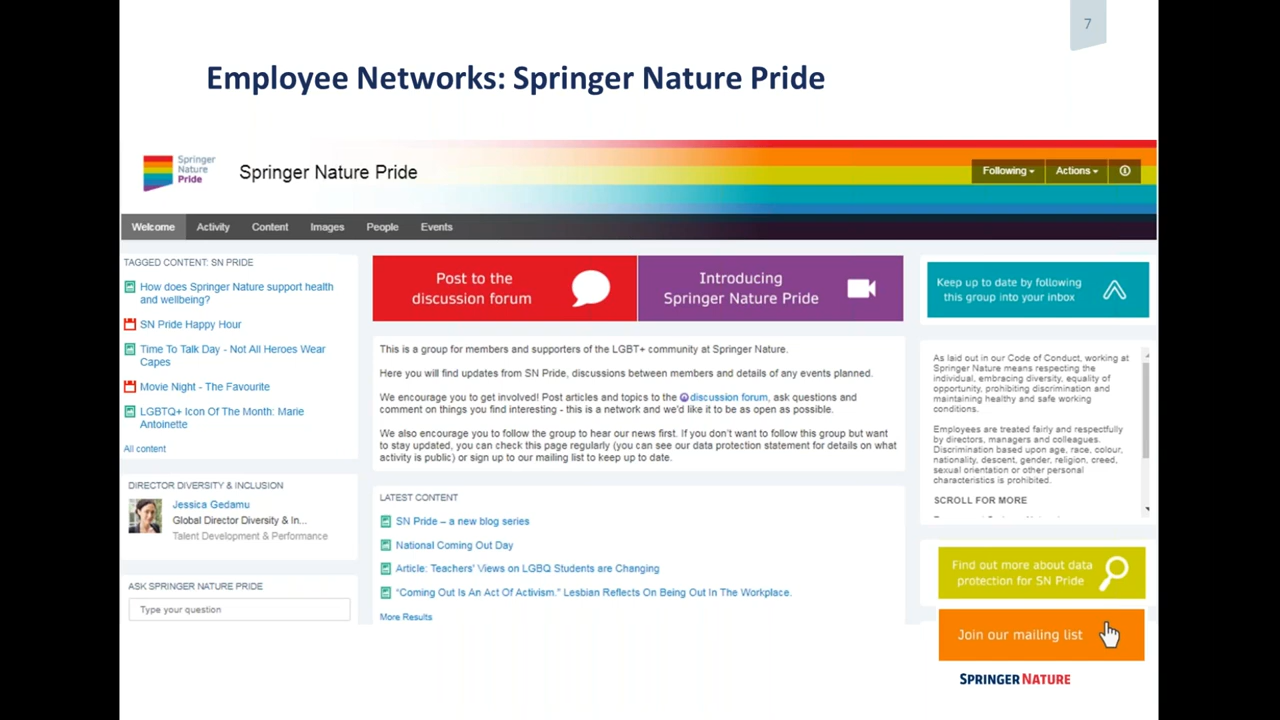 7
Employee Networks: Springer Nature Pride
Springer
Nature
Pride
Springer Nature Pride
Following
Actions
Welcome
Activity
Content
Images
People
Events
TAGGED CONTENT: SN PRIDE
How does Springer Nature support health
and wellbeing?
SN Pride Happy Hour
Time To Talk Day - Not All Heroes Wear
Capes
Movie Night - The Favourite
LGBTQ+ Icon Of The Month: Marie
Antoinette
All content
DIRECTOR DIVERSITY & INCLUSION
Jessica Gedamu
Global Director Diversity & In...
Talent Development & Performance
ASK SPRINGER NATURE PRIDE
Type your question
Post to the
discussion forum
Introducing
Springer Nature Pride
This is a group for members and supporters of the LGBT+ community at Springer Nature.
Here you will find updates from SN Pride, discussions between members and details of any events planned.
We encourage you to get involved! Post articles and topics to the discussion forum, ask questions and
comment on things you find interesting - this is a network and we'd like it to be as open as possible.
We also encourage you to follow the group to hear our news first. If you don't want to follow this group but want
to stay updated, you can check this page regularly (you can see our data protection statement for details on what
activity is public) or sign up to our mailing list to keep up to date.
LATEST CONTENT
SN Pride – a new blog series
National Coming Out Day
Article: Teachers' Views on LGBQ Students are Changing
"Coming Out Is An Act Of Activism." Lesbian Reflects On Being Out In The Workplace.
More Results
Keep up to date by following
this group into your inbox
As laid out in our Code of Conduct, working at
Springer Nature means respecting the
individual, embracing diversity, equality of
opportunity, prohibiting discrimination and
maintaining healthy and safe working
conditions.
Employees are treated fairly and respectfully
by directors, managers and colleagues.
Discrimination based upon age, race, colour,
nationality, descent, gender, religion, creed,
sexual orientation or other personal
characteristics is prohibited.
SCROLL FOR MORE
Find out more about data
protection for SN Pride
Join our mailing list
SPRINGER NATURE